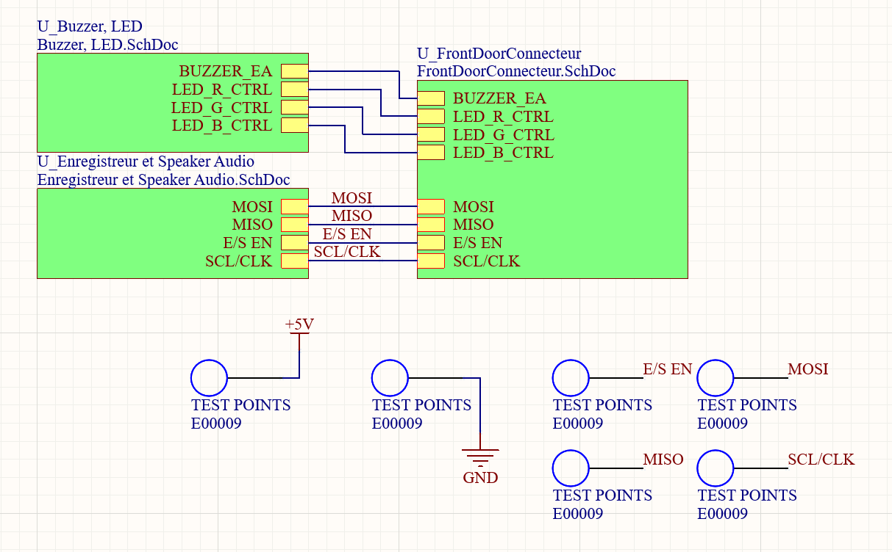 U_Buzzer, LED
Buzzer, LED.SchDoc
BUZZER_EA
LED_R_CTRL
LED_G_CTRL
LED_B_CTRL
U_FrontDoorConnecteur
FrontDoorConnecteur.SchDoc
BUZZER_EA
LED_R_CTRL
LED_G_CTRL
LED_B_CTRL
U_Enregistreur et Speaker Audio
Enregistreur et Speaker Audio.SchDoc
MOSI
MISO
E/S EN
SCL/CLK
MOSI
MISO
E/S EN
SCL/CLK
MOSI
MISO
E/S EN
SCL/CLK
+5V
TEST POINTS
E00009
TEST POINTS
E00009
GND
E/S EN
TEST POINTS
E00009
MOSI
TEST POINTS
E00009
MISO
TEST POINTS
E00009
SCL/CLK
TEST POINTS
E00009